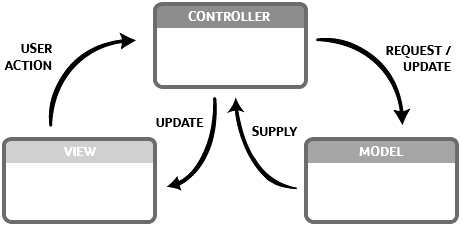 CONTROLLER
USER
ACTION
REQUEST /
UPDATE
UPDATE
SUPPLY
VIEW
MODEL